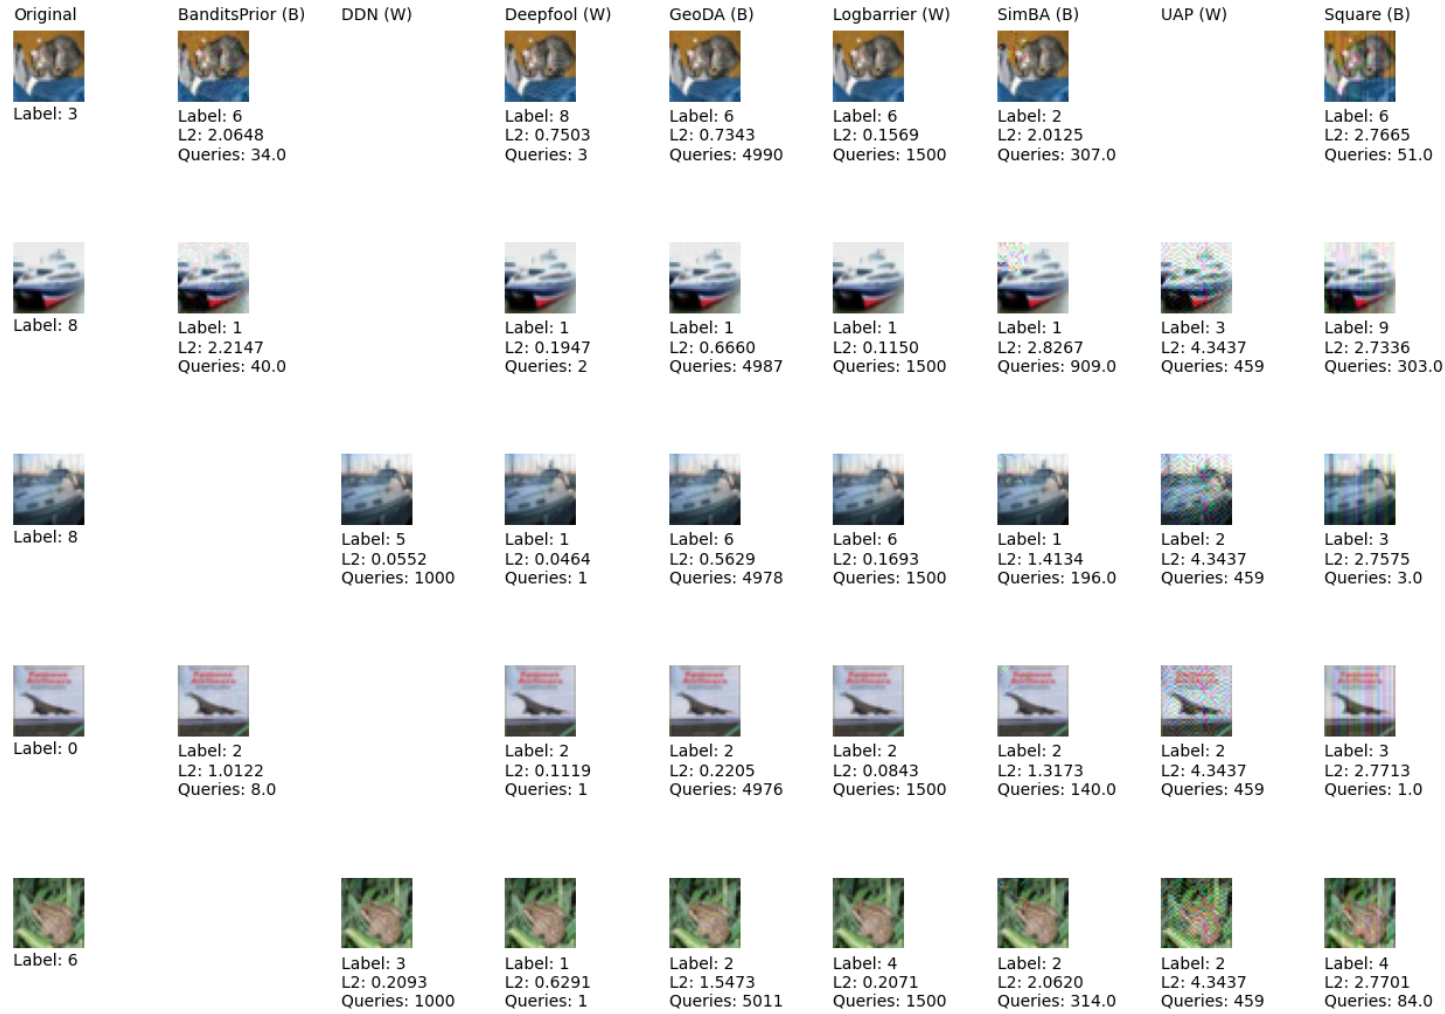 Original BanditsPrior (B) DDN (W) Deepfool (W) GeoDA (B) Logbarrier (W) SimBA (B) UAP (W) Square (B)
Label: 3 Label: 6 Label: 8 Label: 6 Label: 6 Label: 2 Label: 6
L2: 2.0648 L2: 0.7503 L2: 0.7343 L2: 0.1569 L2: 2.0125 L2: 2.7665
Queries: 34.0 Queries: 3 Queries: 4990 Queries: 1500 Queries: 307.0 Queries: 51.0
Label: 8 Label: 1 Label: 1 Label: 1 Label: 1 Label: 1 Label: 3 Label: 9
L2: 2.2147 L2: 0.1947 L2: 0.6660 L2: 0.1150 L2: 2.8267 L2: 4.3437 L2: 2.7336
Queries: 40.0 Queries: 2 Queries: 4987 Queries: 1500 Queries: 909.0 Queries: 459 Queries: 303.0
Label: 8 Label: 5 Label: 1 Label: 6 Label: 6 Label: 1 Label: 2 Label: 3
L2: 0.0552 L2: 0.0464 L2: 0.5629 L2: 0.1693 L2: 1.4134 L2: 4.3437 L2: 2.7575
Queries: 1000 Queries: 1 Queries: 4978 Queries: 1500 Queries: 196.0 Queries: 459 Queries: 3.0
Label: 0 Label: 2 Label: 2 Label: 2 Label: 2 Label: 2 Label: 2 Label: 3
L2: 1.0122 L2: 0.1119 L2: 0.2205 L2: 0.0843 L2: 1.3173 L2: 4.3437 L2: 2.7713
Queries: 8.0 Queries: 1 Queries: 4976 Queries: 1500 Queries: 140.0 Queries: 459 Queries: 1.0
Label: 6 Label: 3 Label: 1 Label: 2 Label: 4 Label: 2 Label: 2 Label: 4
L2: 0.2093 L2: 0.6291 L2: 1.5473 L2: 0.2071 L2: 2.0620 L2: 4.3437 L2: 2.7701
Queries: 1000 Queries: 1 Queries: 5011 Queries: 1500 Queries: 314.0 Queries: 459 Queries: 84.0